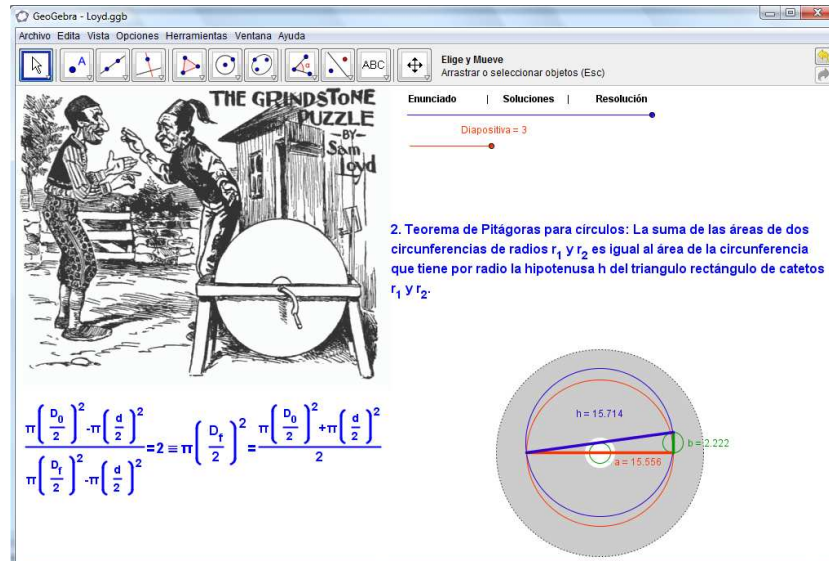 GeoGebra - Loyd.ggb
Archivo Edita Vista Opciones Herramientas Ventana Ayuda
A
ABC
Elige y Mueve
Arrastrar o seleccionar objetos (Esc)
THE GRINDSTONE
PUZZLE
—BY—
Sam
Loyd
Enunciado | Soluciones | Resolución
Diapositiva = 3
2. Teorema de Pitágoras para círculos: La suma de las áreas de dos
circunferencias de radios r₁ y r₂ es igual al área de la circunferencia
que tiene por radio la hipotenusa h del triangulo rectángulo de catetos
r₁ y r₂.
(π(D₀/2)²-π(d/2)²)/(π(D_f/2)²-π(d/2)²)=2≡π(D_f/2)²=(π(D₀/2)²+π(d/2)²)/2
h = 15.714
b = 2.222
a = 15.556